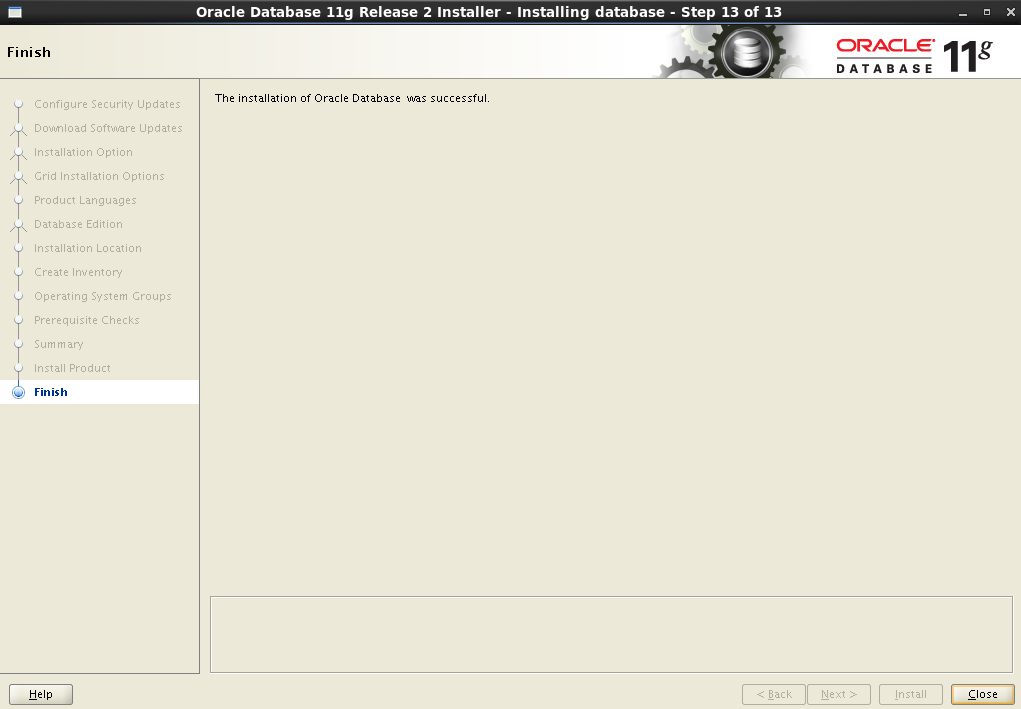 Oracle Database 11g Release 2 Installer - Installing database - Step 13 of 13
Finish
ORACLE
DATABASE
11g
Configure Security Updates
Download Software Updates
Installation Option
Grid Installation Options
Product Languages
Database Edition
Installation Location
Create Inventory
Operating System Groups
Prerequisite Checks
Summary
Install Product
Finish
The installation of Oracle Database  was successful.
Help
< Back
Next >
Install
Close